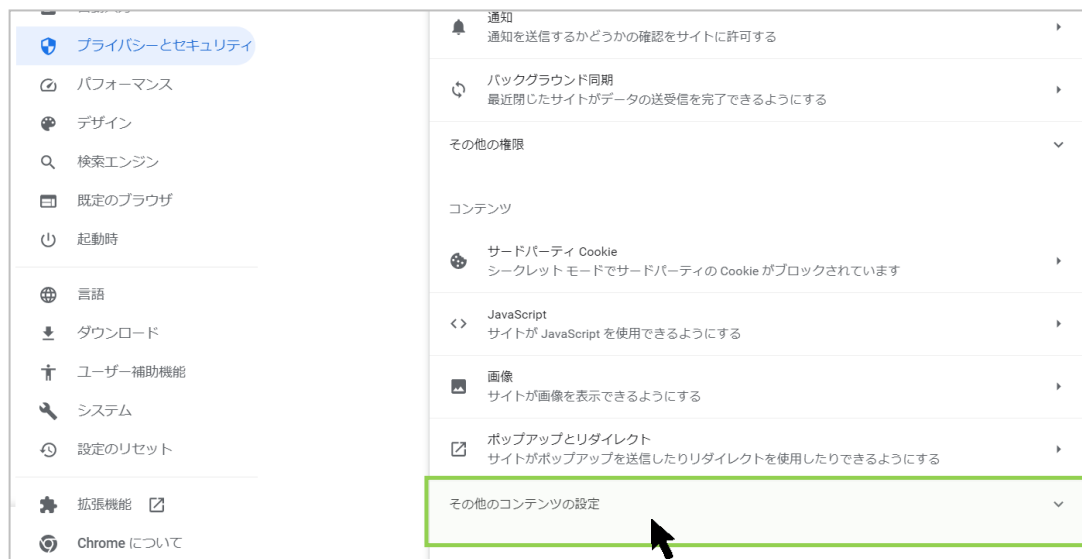 プライバシーとセキュリティ
パフォーマンス
デザイン
検索エンジン
既定のブラウザ
起動時
言語
ダウンロード
ユーザー補助機能
システム
設定のリセット
拡張機能
Chrome について
通知
通知を送信するかどうかの確認をサイトに許可する
バックグラウンド同期
最近閉じたサイトがデータの送受信を完了できるようにする
その他の権限
コンテンツ
サードパーティ Cookie
シークレット モードでサードパーティの Cookie がブロックされています
JavaScript
サイトが JavaScript を使用できるようにする
画像
サイトが画像を表示できるようにする
ポップアップとリダイレクト
サイトがポップアップを送信したりリダイレクトを使用したりできるようにする
その他のコンテンツの設定